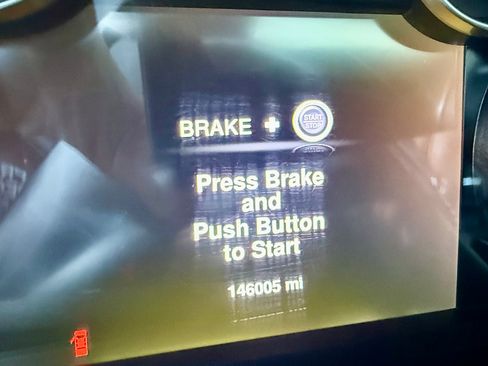 BRAKE + START STOP
Press Brake
and
Push Button
to Start
146005 mi